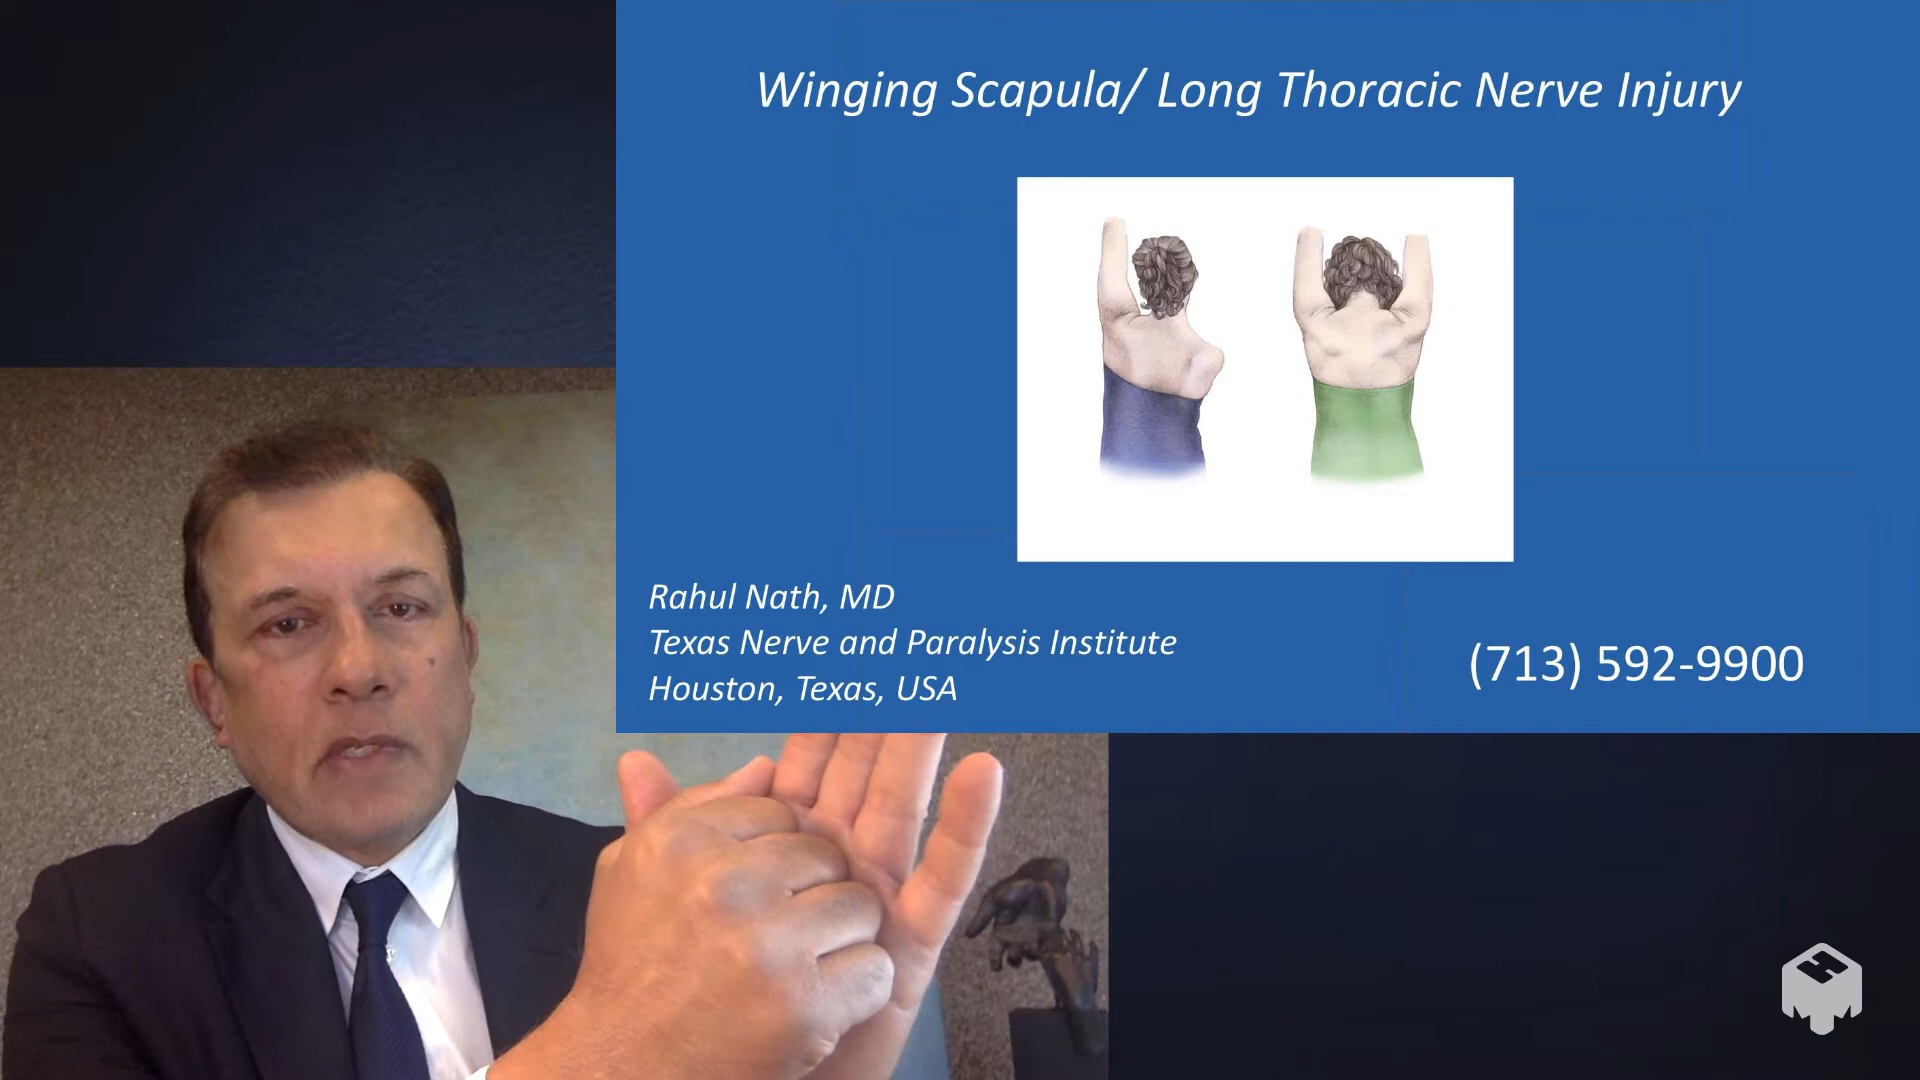 Winging Scapula/ Long Thoracic Nerve Injury
Rahul Nath, MD
Texas Nerve and Paralysis Institute
Houston, Texas, USA
(713) 592-9900